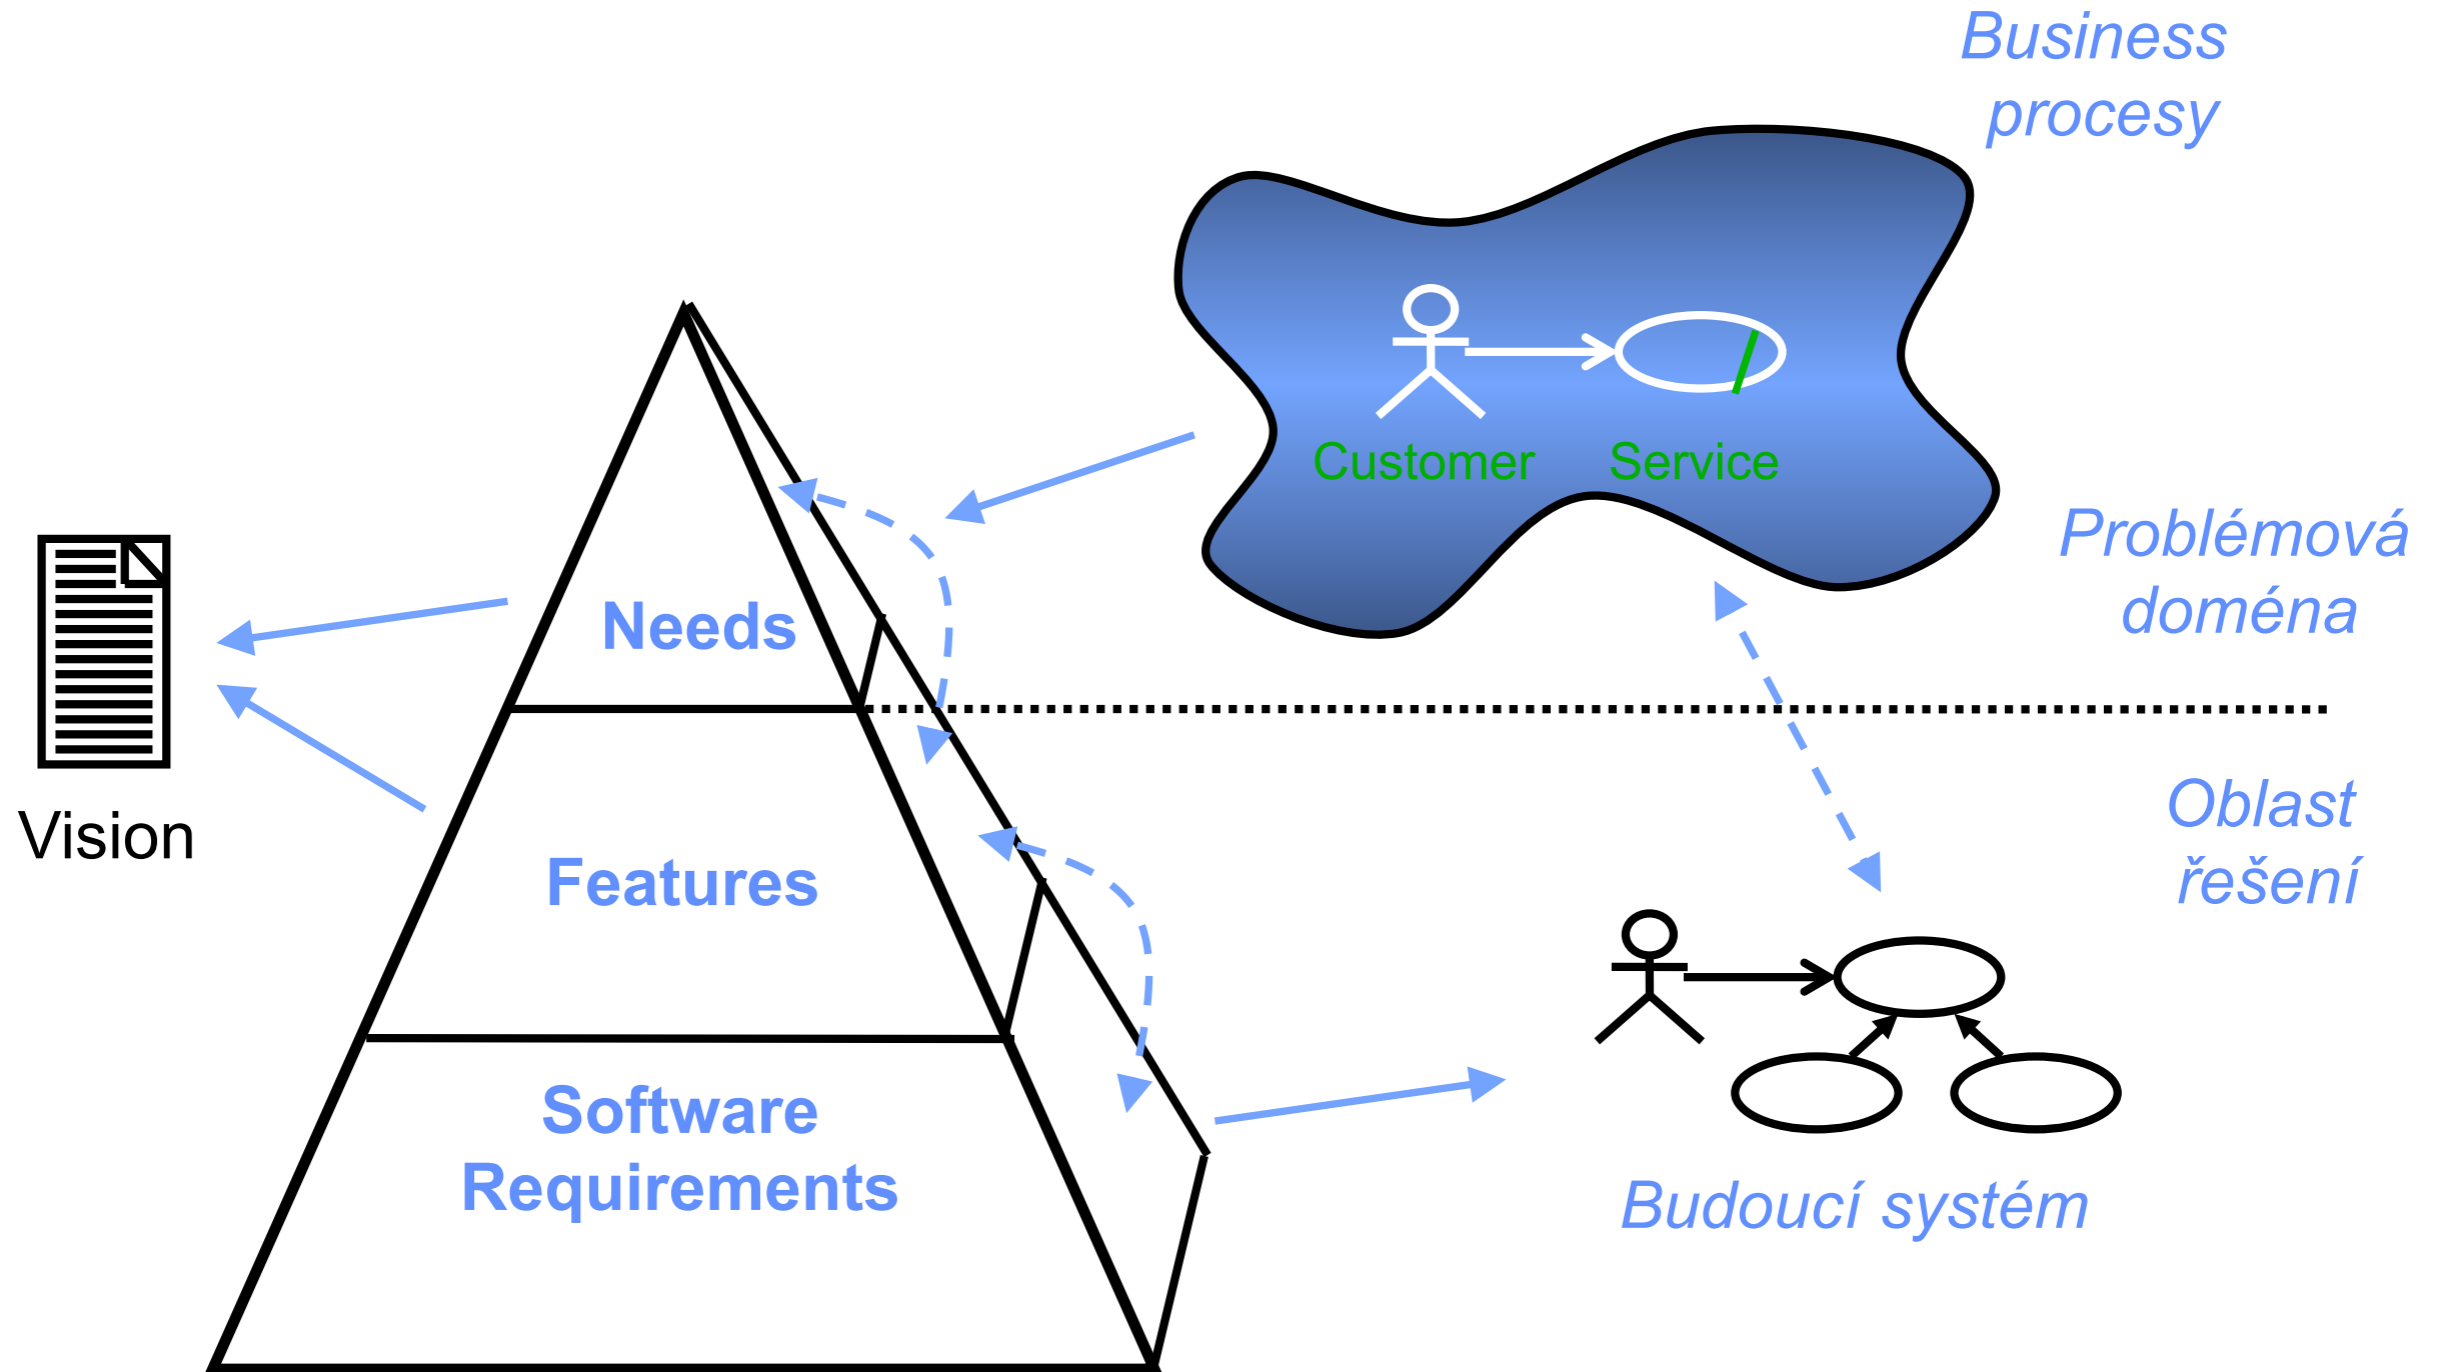 Business
procesy
Customer
Service
Problémová
doména
Needs
Vision
Features
Oblast
řešení
Software
Requirements
Budoucí systém